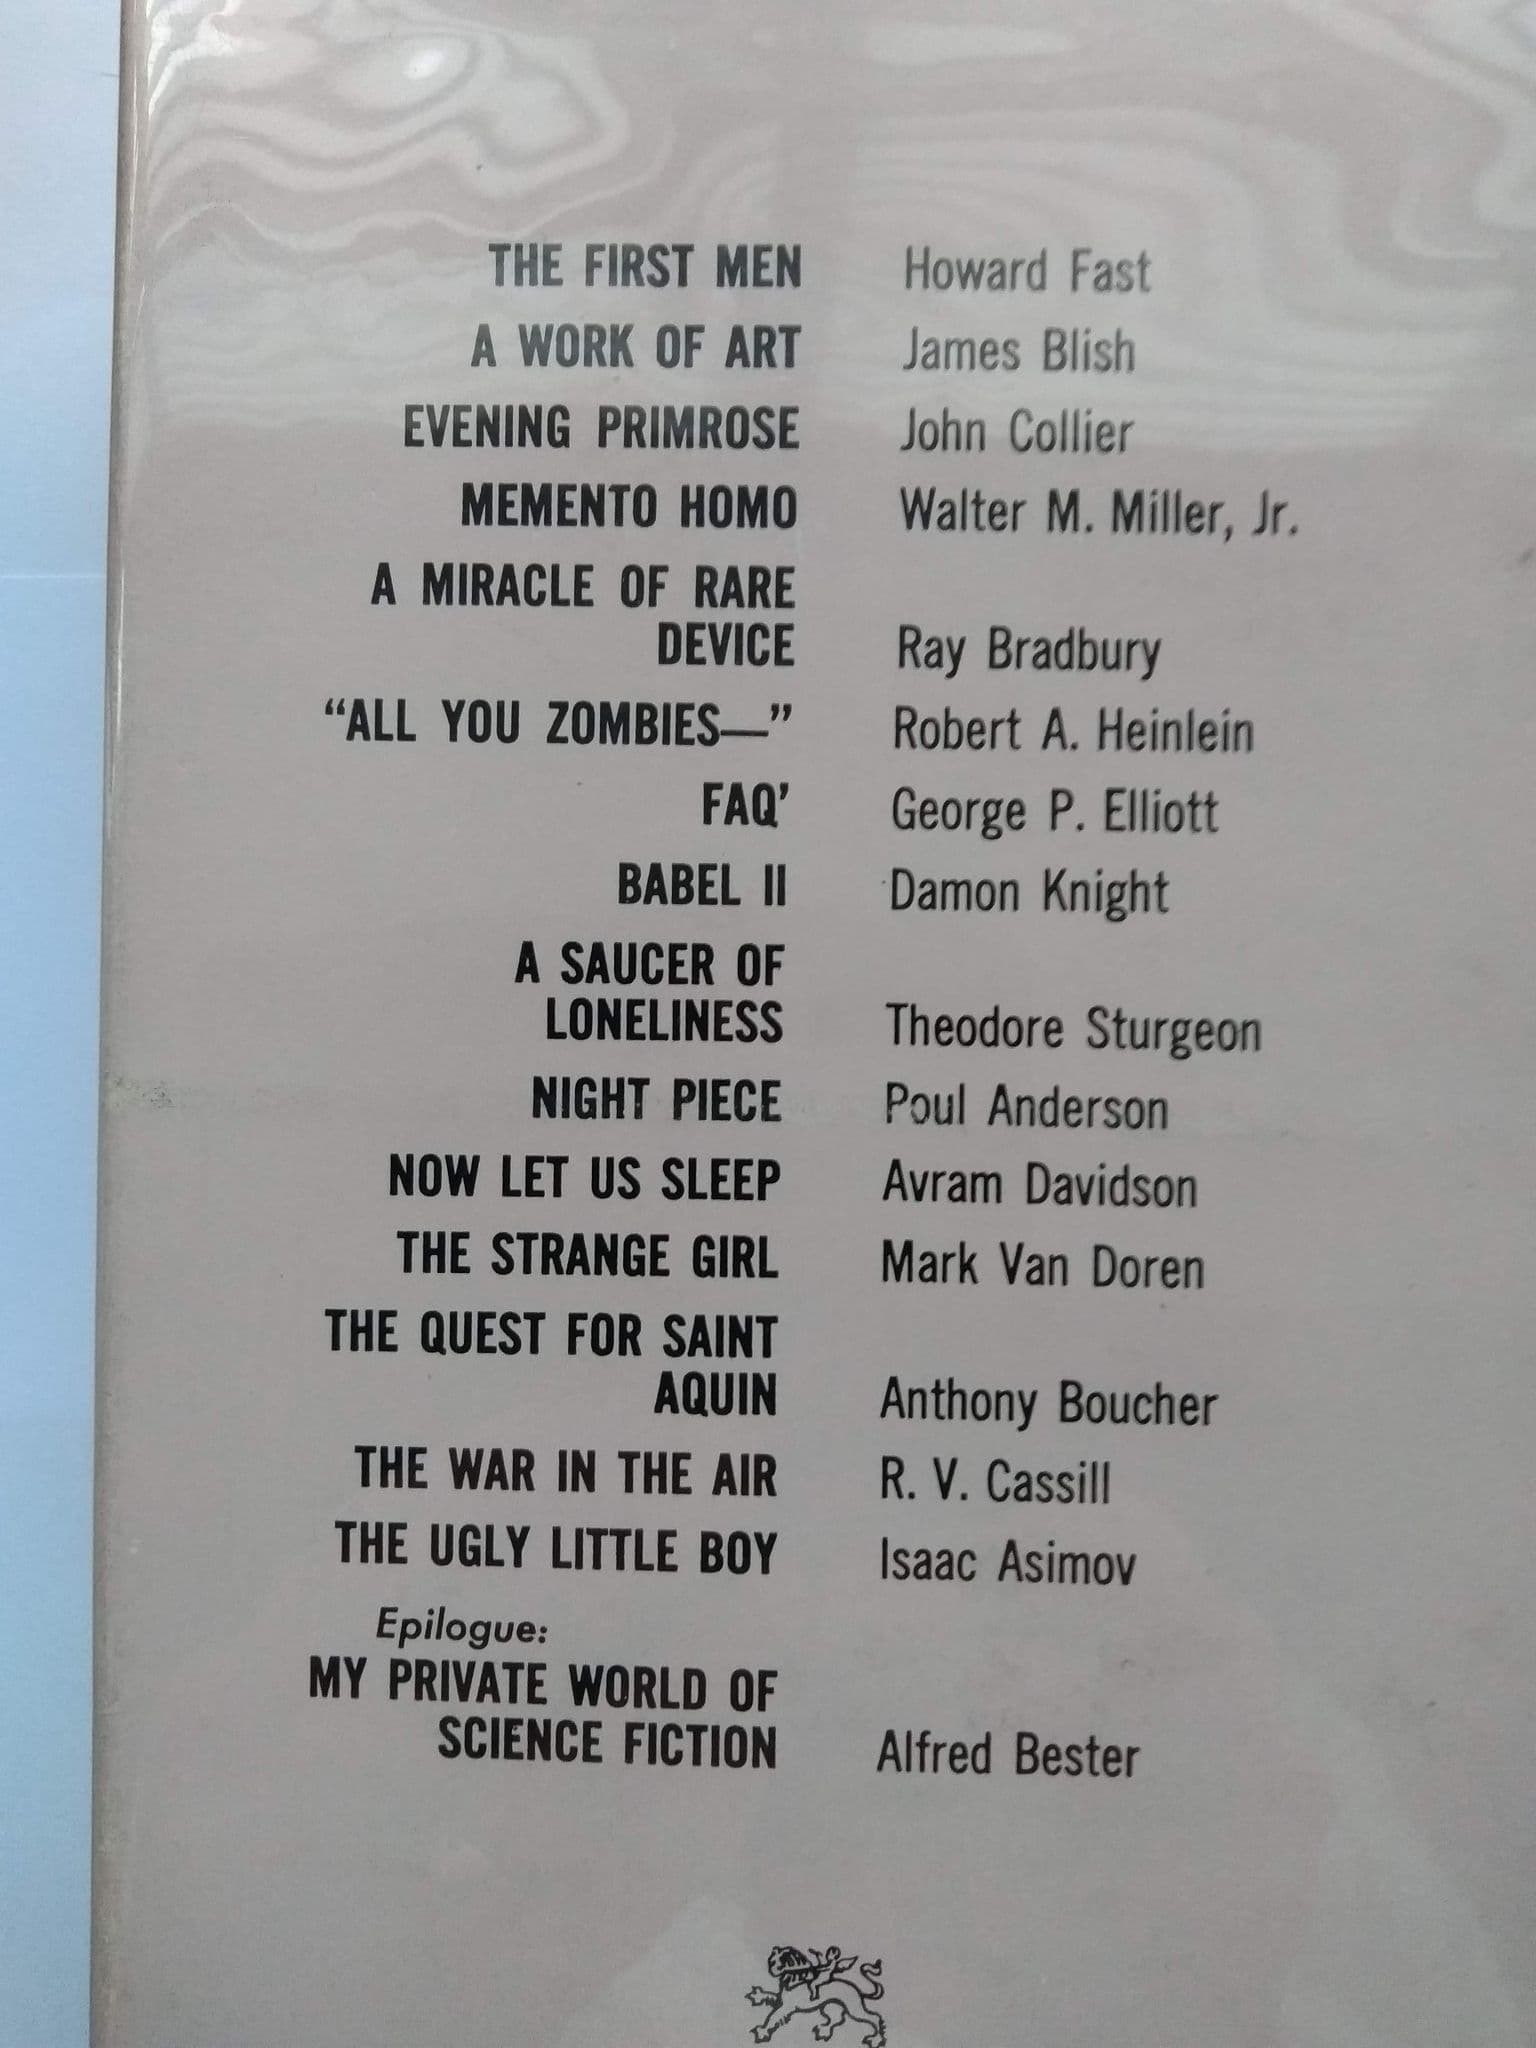 THE FIRST MEN Howard Fast
A WORK OF ART James Blish
EVENING PRIMROSE John Collier
MEMENTO HOMO Walter M. Miller, Jr.
A MIRACLE OF RARE
DEVICE Ray Bradbury
“ALL YOU ZOMBIES—” Robert A. Heinlein
FAQ’ George P. Elliott
BABEL II Damon Knight
A SAUCER OF
LONELINESS Theodore Sturgeon
NIGHT PIECE Poul Anderson
NOW LET US SLEEP Avram Davidson
THE STRANGE GIRL Mark Van Doren
THE QUEST FOR SAINT
AQUIN Anthony Boucher
THE WAR IN THE AIR R. V. Cassill
THE UGLY LITTLE BOY Isaac Asimov
Epilogue:
MY PRIVATE WORLD OF
SCIENCE FICTION Alfred Bester